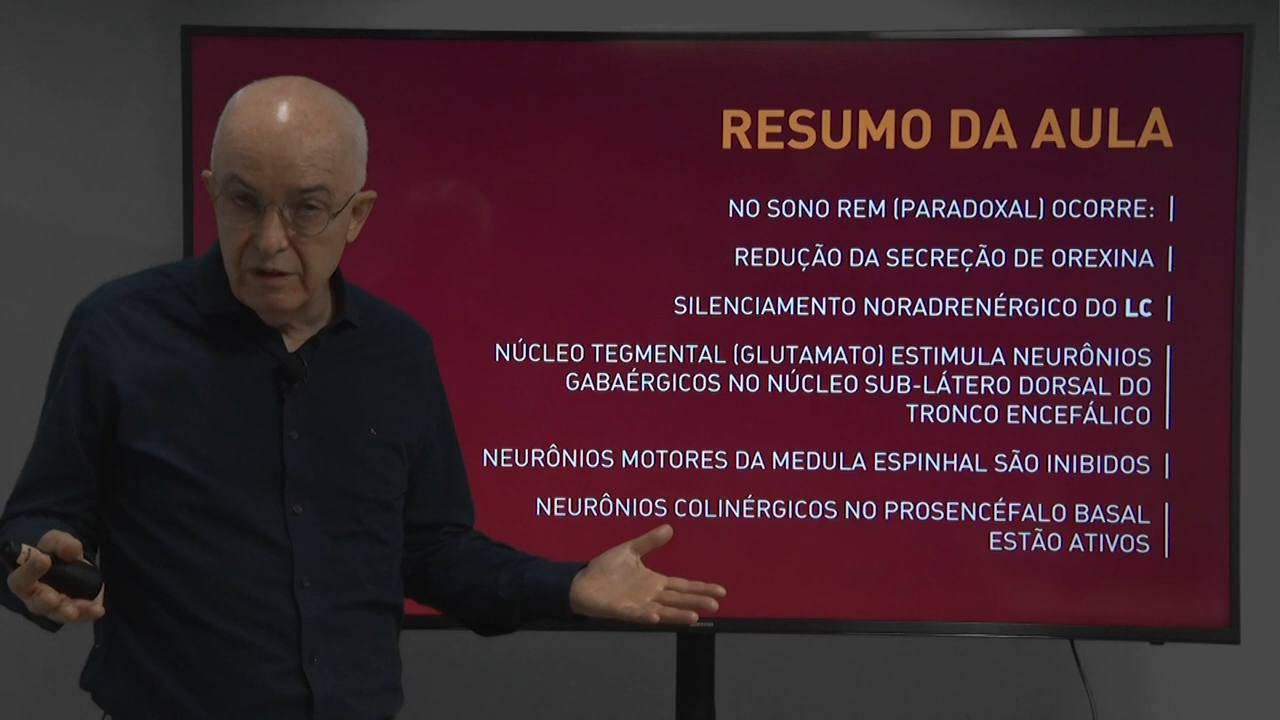 RESUMO DA AULA
NO SONO REM (PARADOXAL) OCORRE:
REDUÇÃO DA SECREÇÃO DE OREXINA
SILENCIAMENTO NORADRENÉRGICO DO LC
NÚCLEO TEGMENTAL (GLUTAMATO) ESTIMULA NEURÔNIOS
GABAÉRGICOS NO NÚCLEO SUB-LÁTERO DORSAL DO
TRONCO ENCEFÁLICO
NEURÔNIOS MOTORES DA MEDULA ESPINHAL SÃO INIBIDOS
NEURÔNIOS COLINÉRGICOS NO PROSENCÉFALO BASAL
ESTÃO ATIVOS